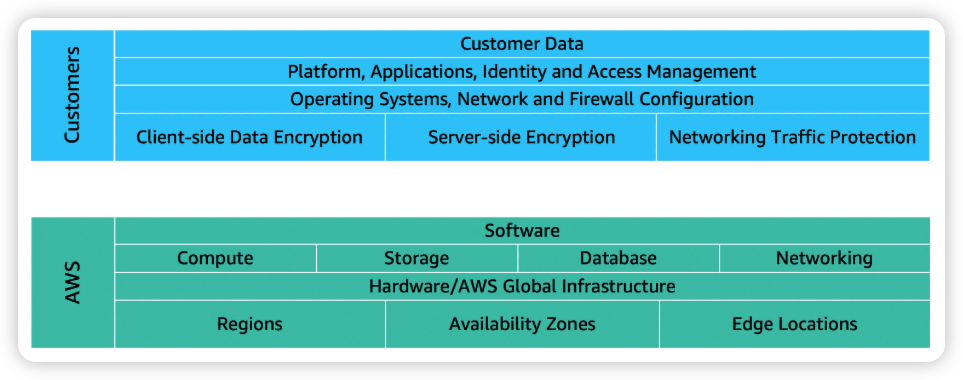 Customers
Customer Data
Platform, Applications, Identity and Access Management
Operating Systems, Network and Firewall Configuration
Client-side Data Encryption
Server-side Encryption
Networking Traffic Protection
AWS
Software
Compute
Storage
Database
Networking
Hardware/AWS Global Infrastructure
Regions
Availability Zones
Edge Locations